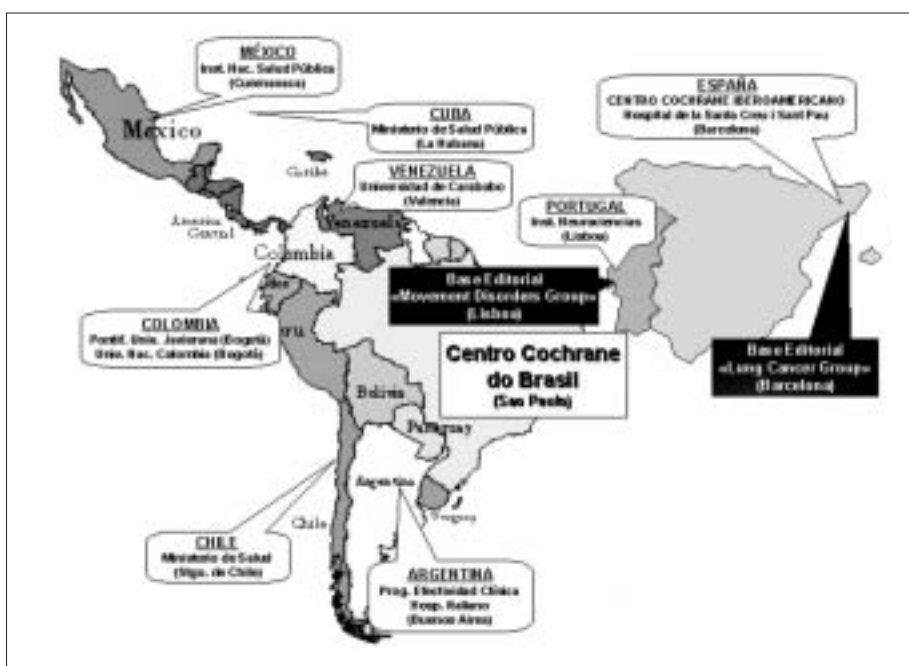 MÉXICO
Inst. Nac. Salud Pública
(Cuernavaca)
México
CUBA
Ministerio de Salud Pública
(La Habana)
Caribe
ESPAÑA
CENTRO COCHRANE IBEROAMERICANO
Hospital de la Santa Creu i Sant Pau
(Barcelona)
VENEZUELA
Universidad de Carabobo
(Valencia)
Venezuela
America
Central
Colombia
PORTUGAL
Inst. Neurociencias
(Lisboa)
Base Editorial
«Movement Disorders Group»
(Lisboa)
COLOMBIA
Pontif. Univ. Javeriana (Bogotá)
Univ. Nac. Colombia (Bogotá)
Centro Cochrane
do Brasil
(Sao Paulo)
Base Editorial
«Lung Cancer Group»
(Barcelona)
Bolivia
Paraguay
Argentina
Uruguay
Chile
CHILE
Ministerio de Salud
(Stgo. de Chile)
ARGENTINA
Prog. Efectividad Clínica
Hosp. Italiano
(Buenos Aires)